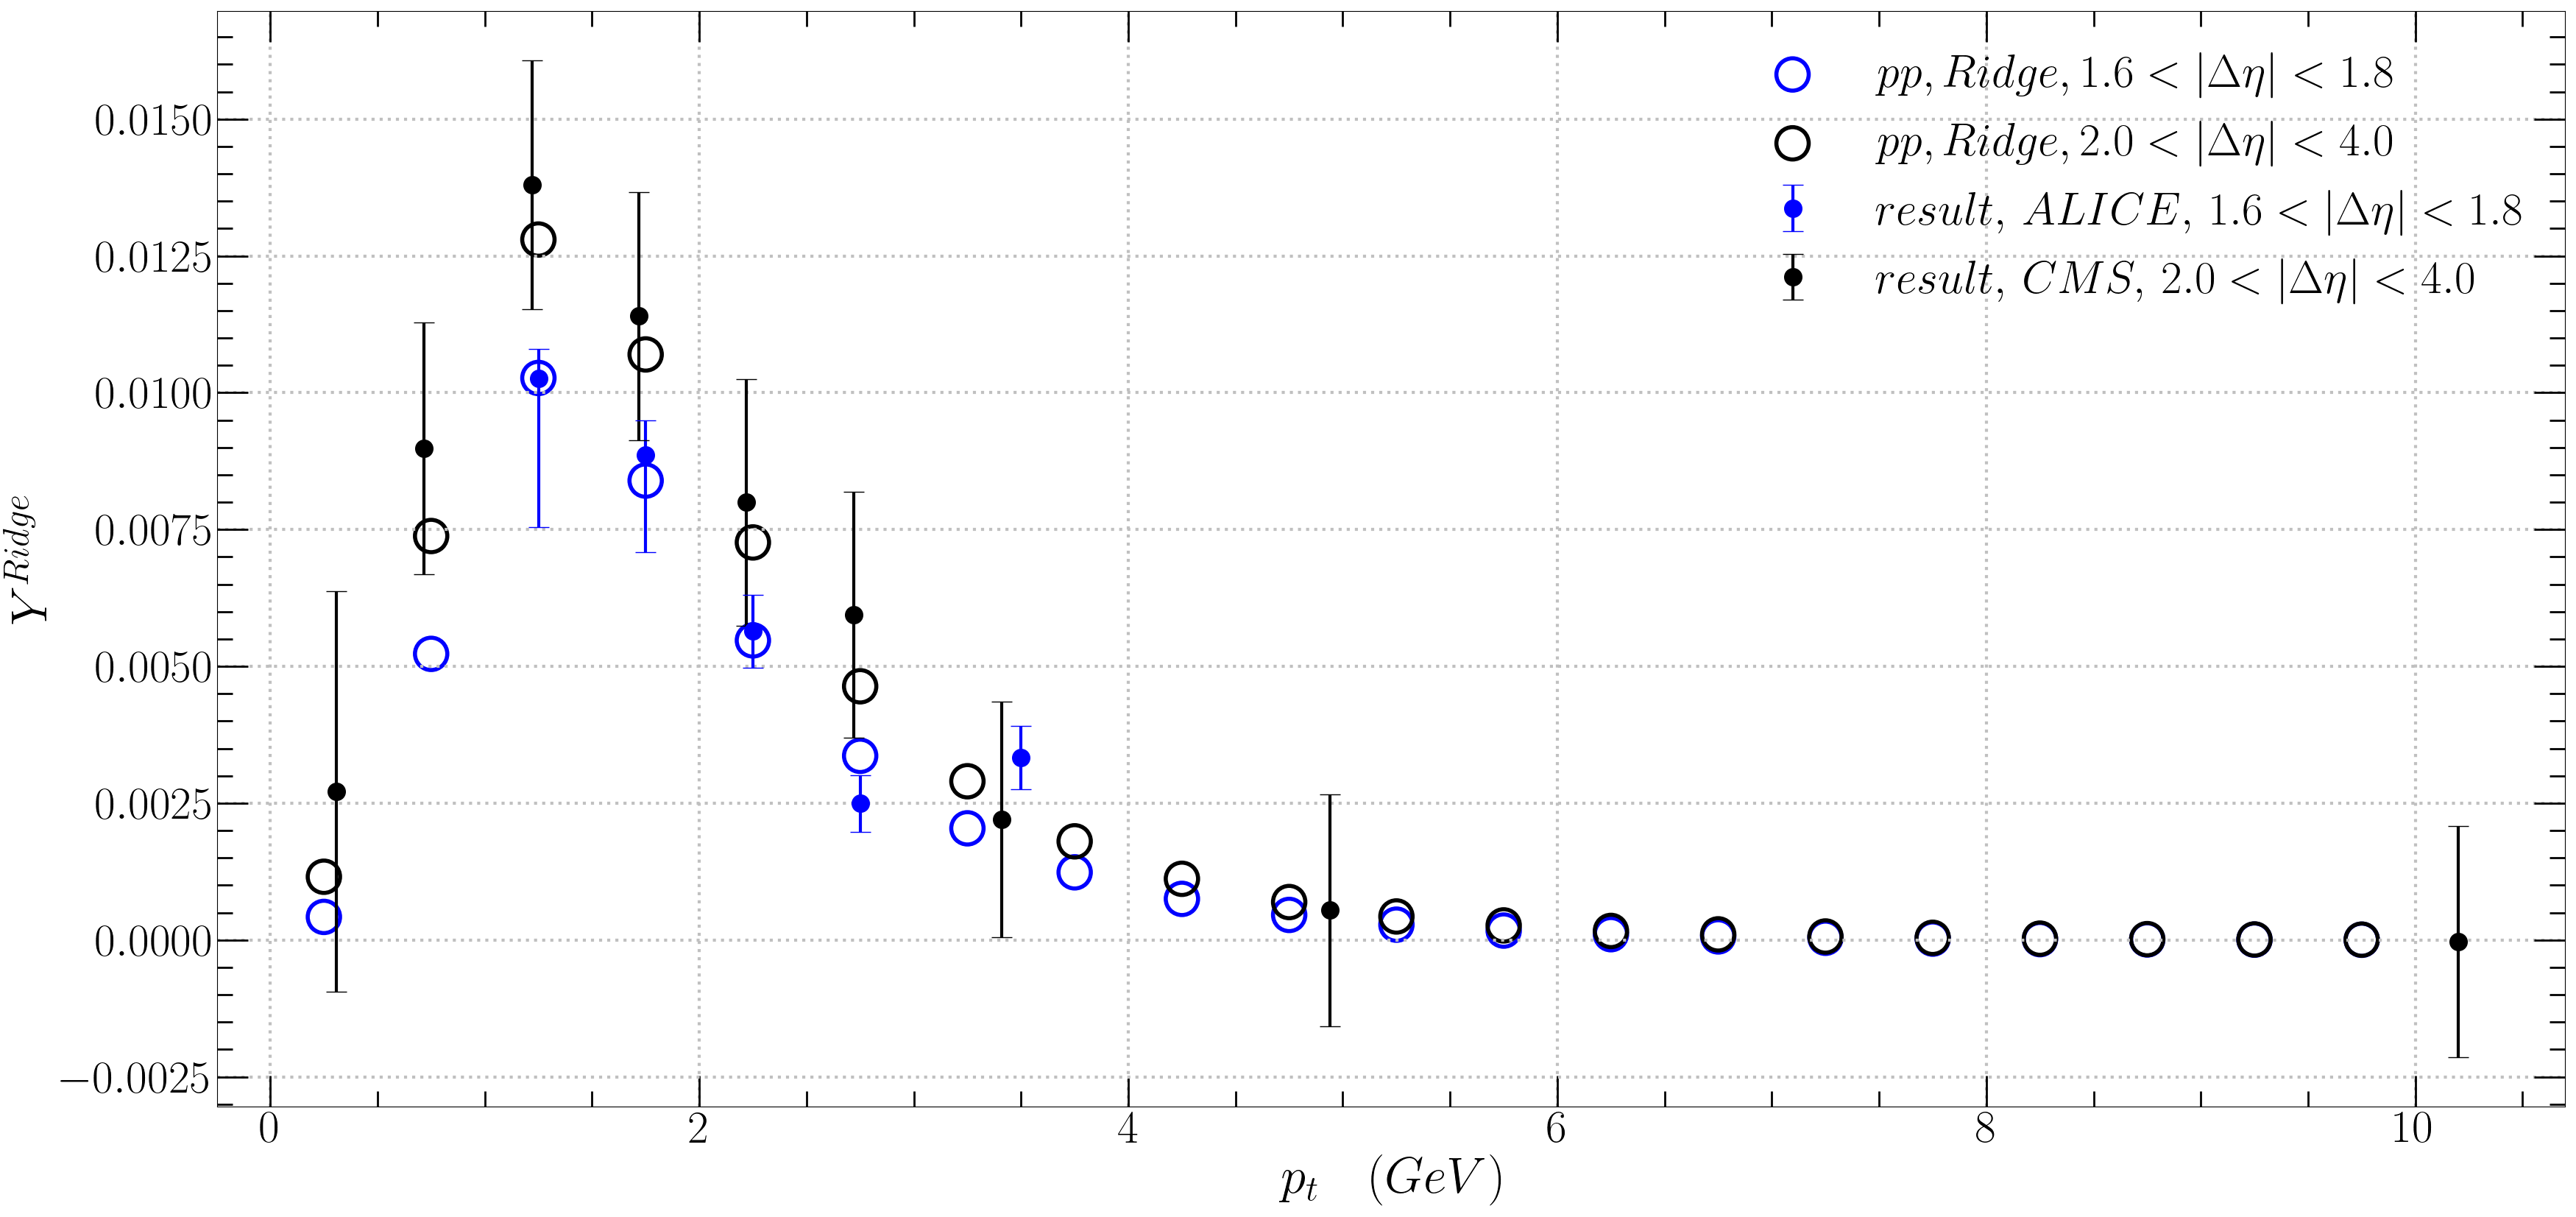 pp, Ridge, 1.6 < |Δη| < 1.8
pp, Ridge, 2.0 < |Δη| < 4.0
result, ALICE, 1.6 < |Δη| < 1.8
result, CMS, 2.0 < |Δη| < 4.0
Y^{Ridge}
0.0150
0.0125
0.0100
0.0075
0.0050
0.0025
0.0000
−0.0025
0 2 4 6 8 10
p_t (GeV)